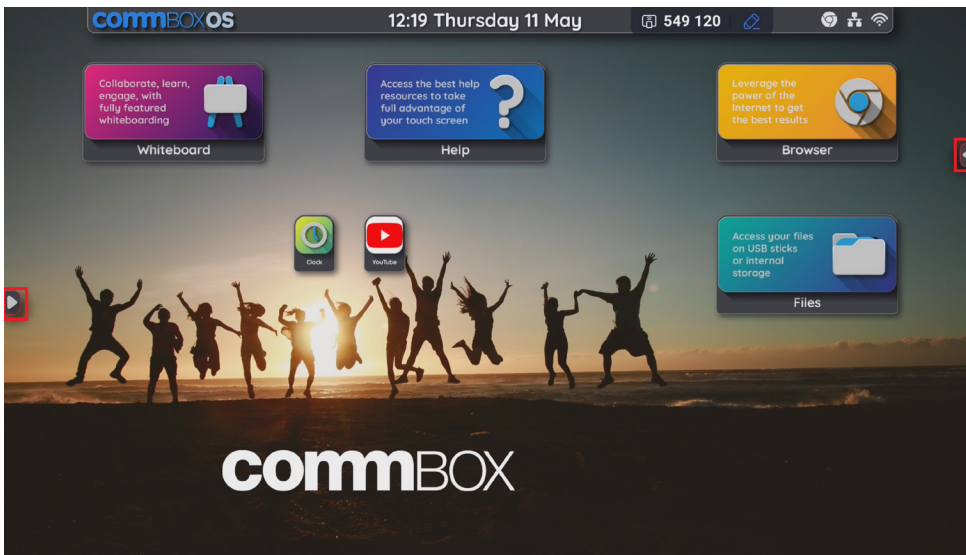 commBOXOS
12:19 Thursday 11 May
549 120
Collaborate, learn,
engage, with
fully featured
whiteboarding
Whiteboard
Access the best help
resources to take
full advantage of
your touch screen
?
Help
Leverage the
power of the
Internet to get
the best results
Browser
Clock
YouTube
Access your files
on USB sticks
or internal
storage
Files
commBOX